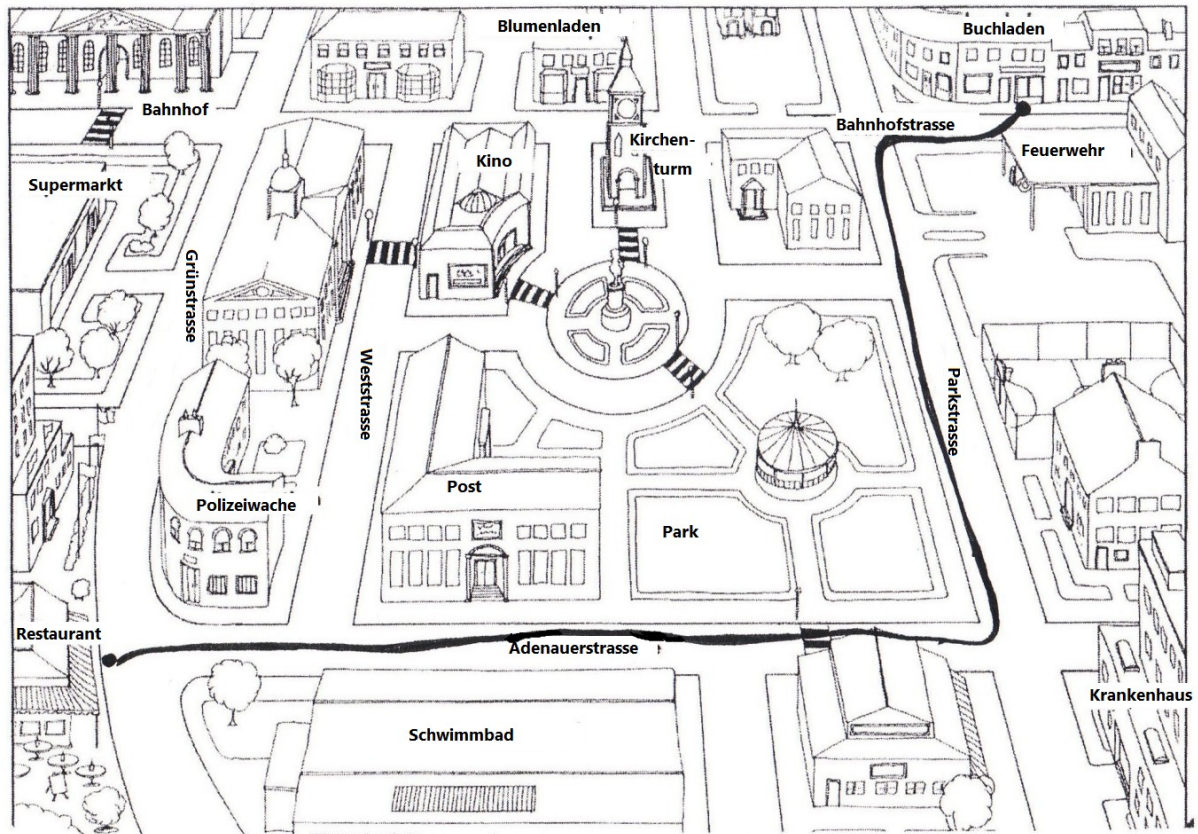 Blumenladen
Buchladen
Bahnhof
Bahnhofstrasse
Kirchen-
turm
Kino
Feuerwehr
Supermarkt
Grünstrasse
Weststrasse
Parkstrasse
Post
Polizeiwache
Park
Restaurant
Adenauerstrasse
Krankenhaus
Schwimmbad